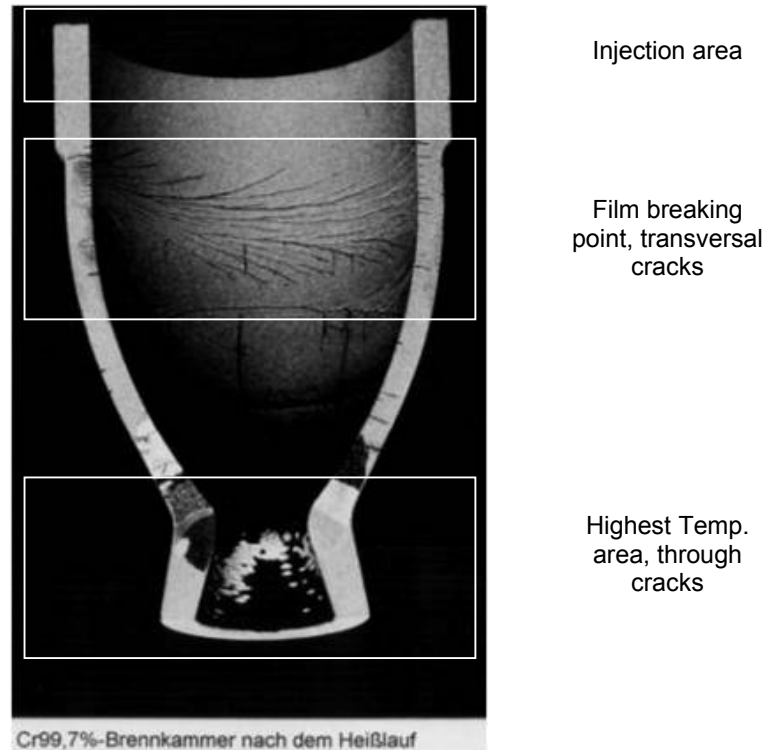 Injection area
Film breaking
point, transversal
cracks
Highest Temp.
area, through
cracks
Cr99,7%-Brennkammer nach dem Heißlauf